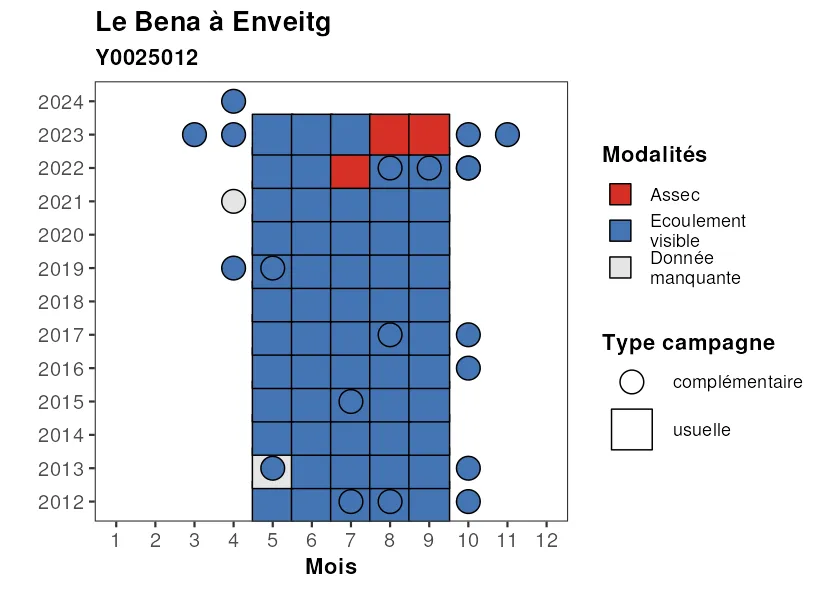 Le Bena à Enveitg
Y0025012
2024
2023
2022
2021
2020
2019
2018
2017
2016
2015
2014
2013
2012
1 2 3 4 5 6 7 8 9 10 11 12
Mois
Modalités
Assec
Ecoulement
visible
Donnée
manquante
Type campagne
complémentaire
usuelle